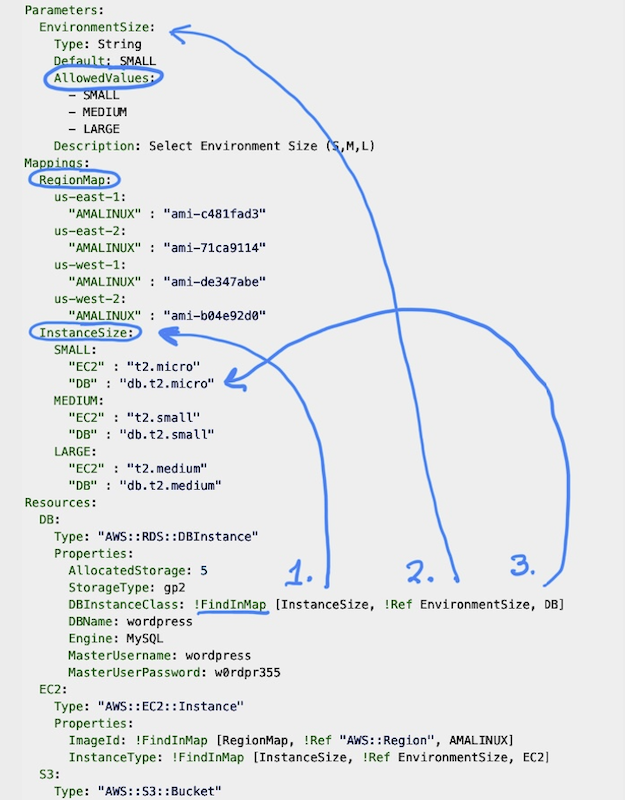 Parameters:
  EnvironmentSize:
    Type: String
    Default: SMALL
    AllowedValues:
      - SMALL
      - MEDIUM
      - LARGE
    Description: Select Environment Size (S,M,L)
Mappings:
  RegionMap:
    us-east-1:
      "AMALINUX" : "ami-c481fad3"
    us-east-2:
      "AMALINUX" : "ami-71ca9114"
    us-west-1:
      "AMALINUX" : "ami-de347abe"
    us-west-2:
      "AMALINUX" : "ami-b04e92d0"
  InstanceSize:
    SMALL:
      "EC2" : "t2.micro"
      "DB" : "db.t2.micro"
    MEDIUM:
      "EC2" : "t2.small"
      "DB" : "db.t2.small"
    LARGE:
      "EC2" : "t2.medium"
      "DB" : "db.t2.medium"
Resources:
  DB:
    Type: "AWS::RDS::DBInstance"
    Properties:
      AllocatedStorage: 5
1. 2. 3.
      StorageType: gp2
      DBInstanceClass: !FindInMap [InstanceSize, !Ref EnvironmentSize, DB]
      DBName: wordpress
      Engine: MySQL
      MasterUsername: wordpress
      MasterUserPassword: w0rdpr355
  EC2:
    Type: "AWS::EC2::Instance"
    Properties:
      ImageId: !FindInMap [RegionMap, !Ref "AWS::Region", AMALINUX]
      InstanceType: !FindInMap [InstanceSize, !Ref EnvironmentSize, EC2]
  S3:
    Type: "AWS::S3::Bucket"